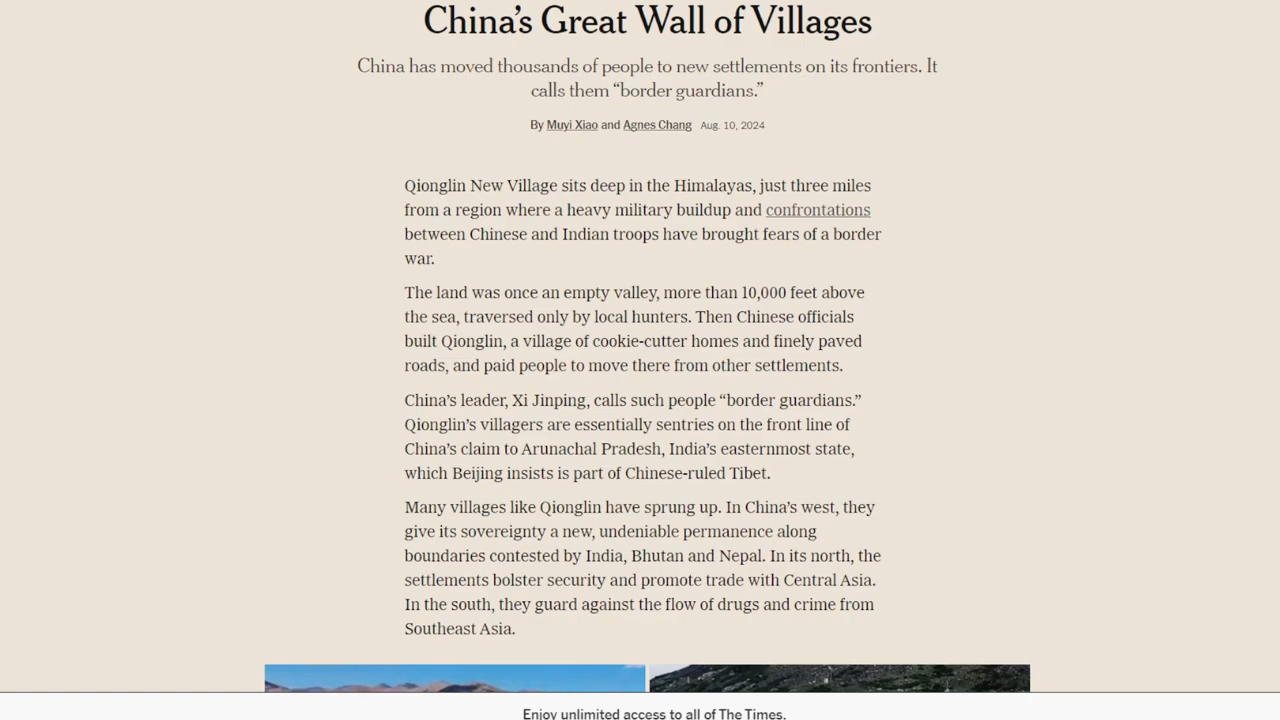 China’s Great Wall of Villages
China has moved thousands of people to new settlements on its frontiers. It
calls them “border guardians.”
By Muyi Xiao and Agnes Chang Aug. 10, 2024
Qionglin New Village sits deep in the Himalayas, just three miles
from a region where a heavy military buildup and confrontations
between Chinese and Indian troops have brought fears of a border
war.
The land was once an empty valley, more than 10,000 feet above
the sea, traversed only by local hunters. Then Chinese officials
built Qionglin, a village of cookie-cutter homes and finely paved
roads, and paid people to move there from other settlements.
China’s leader, Xi Jinping, calls such people “border guardians.”
Qionglin’s villagers are essentially sentries on the front line of
China’s claim to Arunachal Pradesh, India’s easternmost state,
which Beijing insists is part of Chinese-ruled Tibet.
Many villages like Qionglin have sprung up. In China’s west, they
give its sovereignty a new, undeniable permanence along
boundaries contested by India, Bhutan and Nepal. In its north, the
settlements bolster security and promote trade with Central Asia.
In the south, they guard against the flow of drugs and crime from
Southeast Asia.
Enjoy unlimited access to all of The Times.